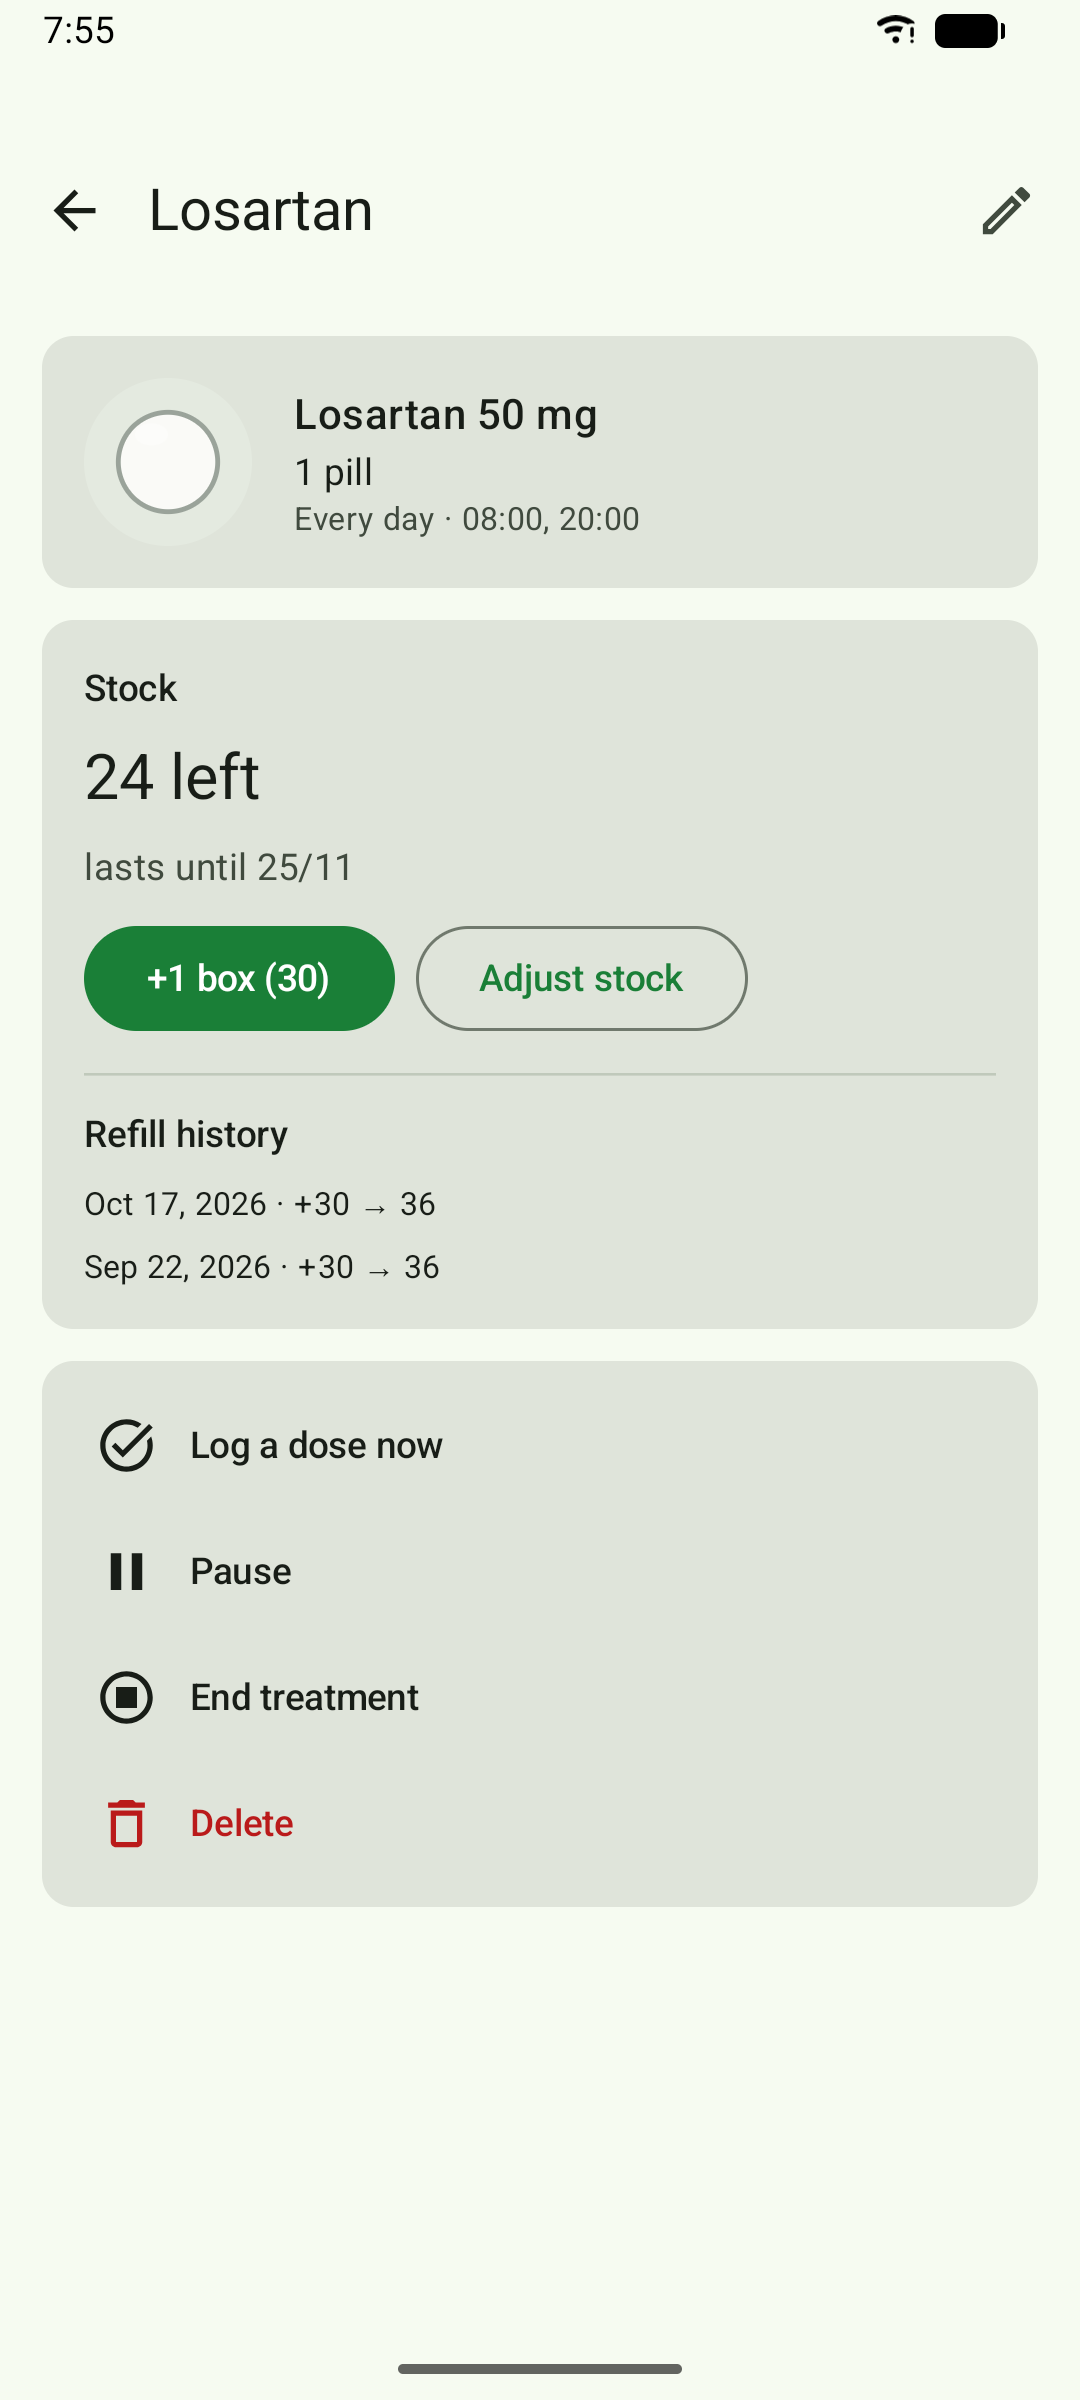 7:55
Losartan
Losartan 50 mg
1 pill
Every day · 08:00, 20:00
Stock
24 left
lasts until 25/11
+1 box (30)
Adjust stock
Refill history
Oct 17, 2026 · +30 → 36
Sep 22, 2026 · +30 → 36
Log a dose now
Pause
End treatment
Delete